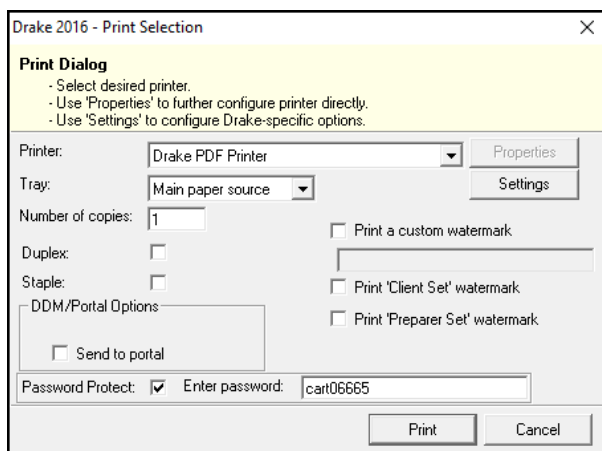 Drake 2016 - Print Selection
Print Dialog
- Select desired printer.
- Use 'Properties' to further configure printer directly.
- Use 'Settings' to configure Drake-specific options.
Printer: Drake PDF Printer Properties
Tray: Main paper source Settings
Number of copies: 1
Print a custom watermark
Duplex:
Staple: Print 'Client Set' watermark
DDM/Portal Options
Print 'Preparer Set' watermark
Send to portal
Password Protect: Enter password: cart06665
Print Cancel